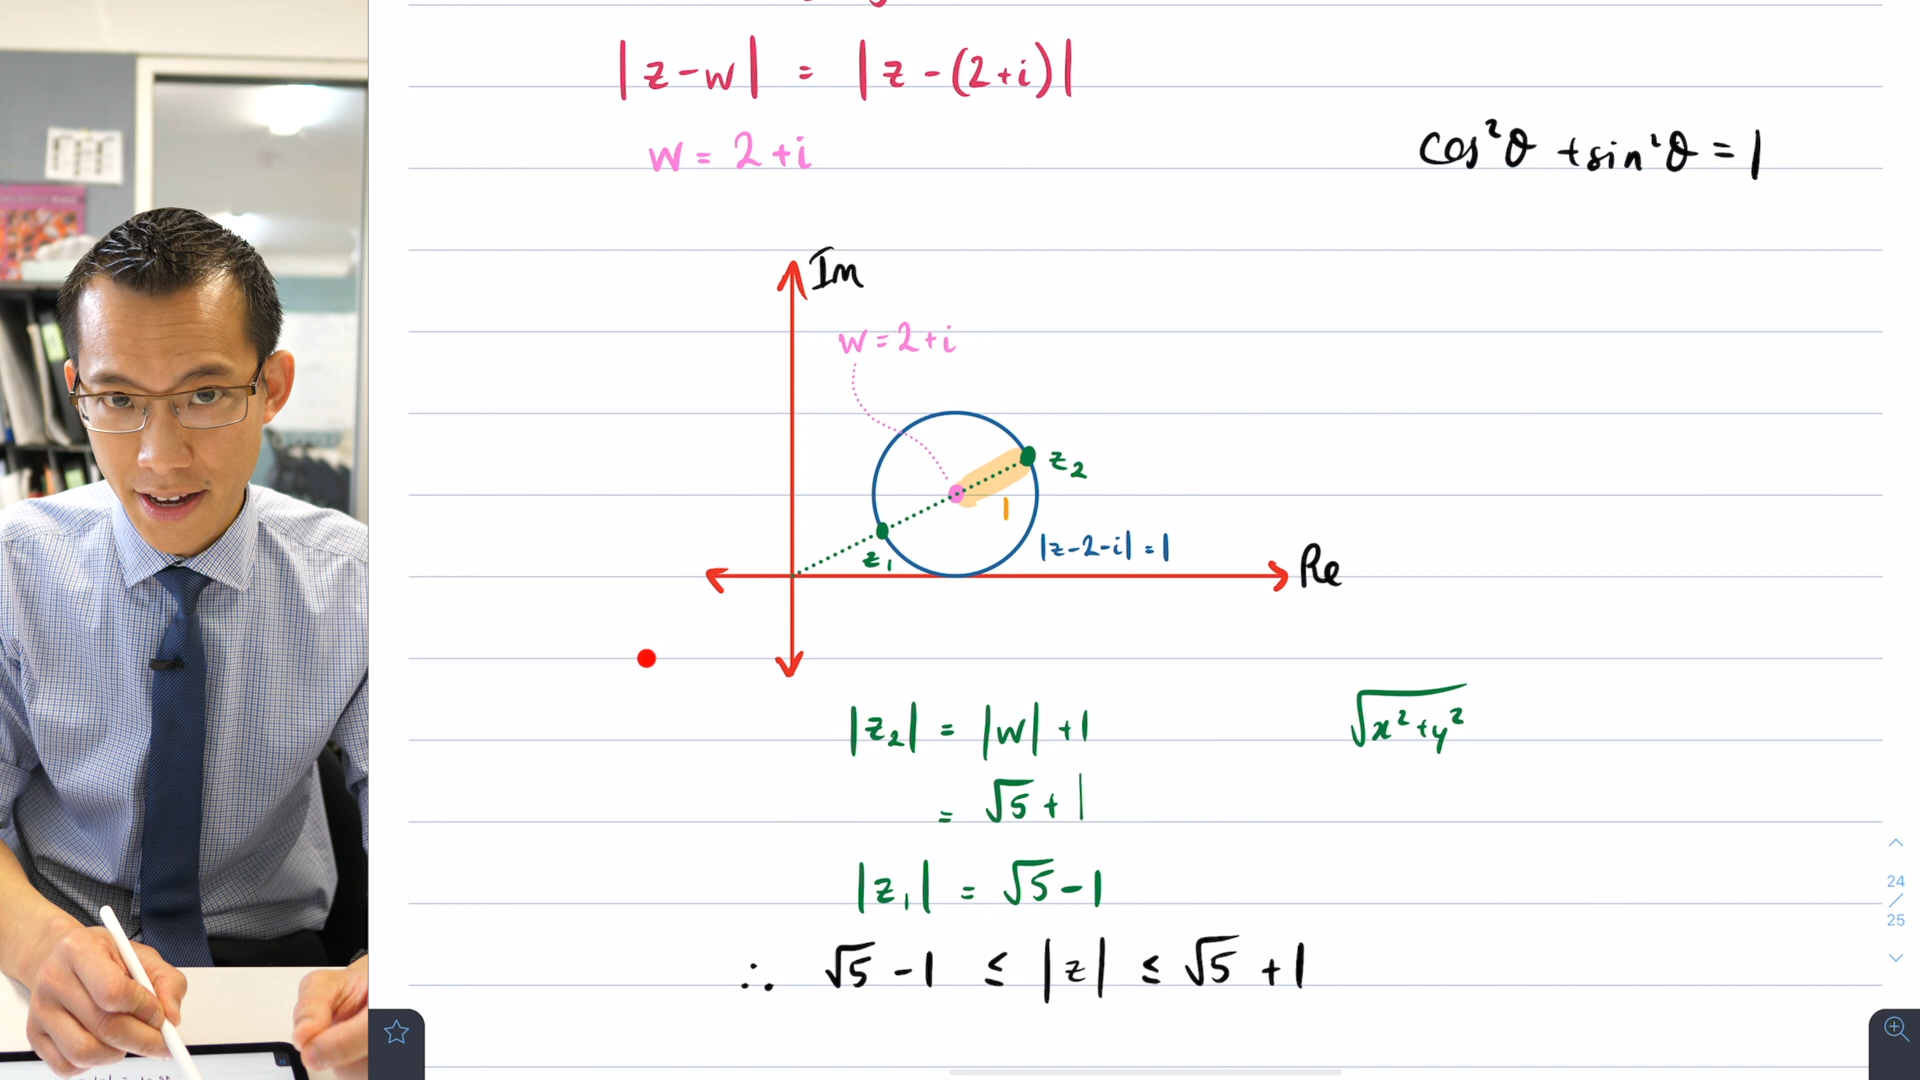 |z-w| = |z-(2+i)|
w = 2+i
cos²θ + sin²θ = 1
Im
w = 2+i
z₂
1
|z-2-i| = 1
z₁
Re
|z₂| = |w| + 1
√x²+y²
= √5 + 1
|z₁| = √5 - 1
24
/
25
∴ √5 - 1 ≤ |z| ≤ √5 + 1